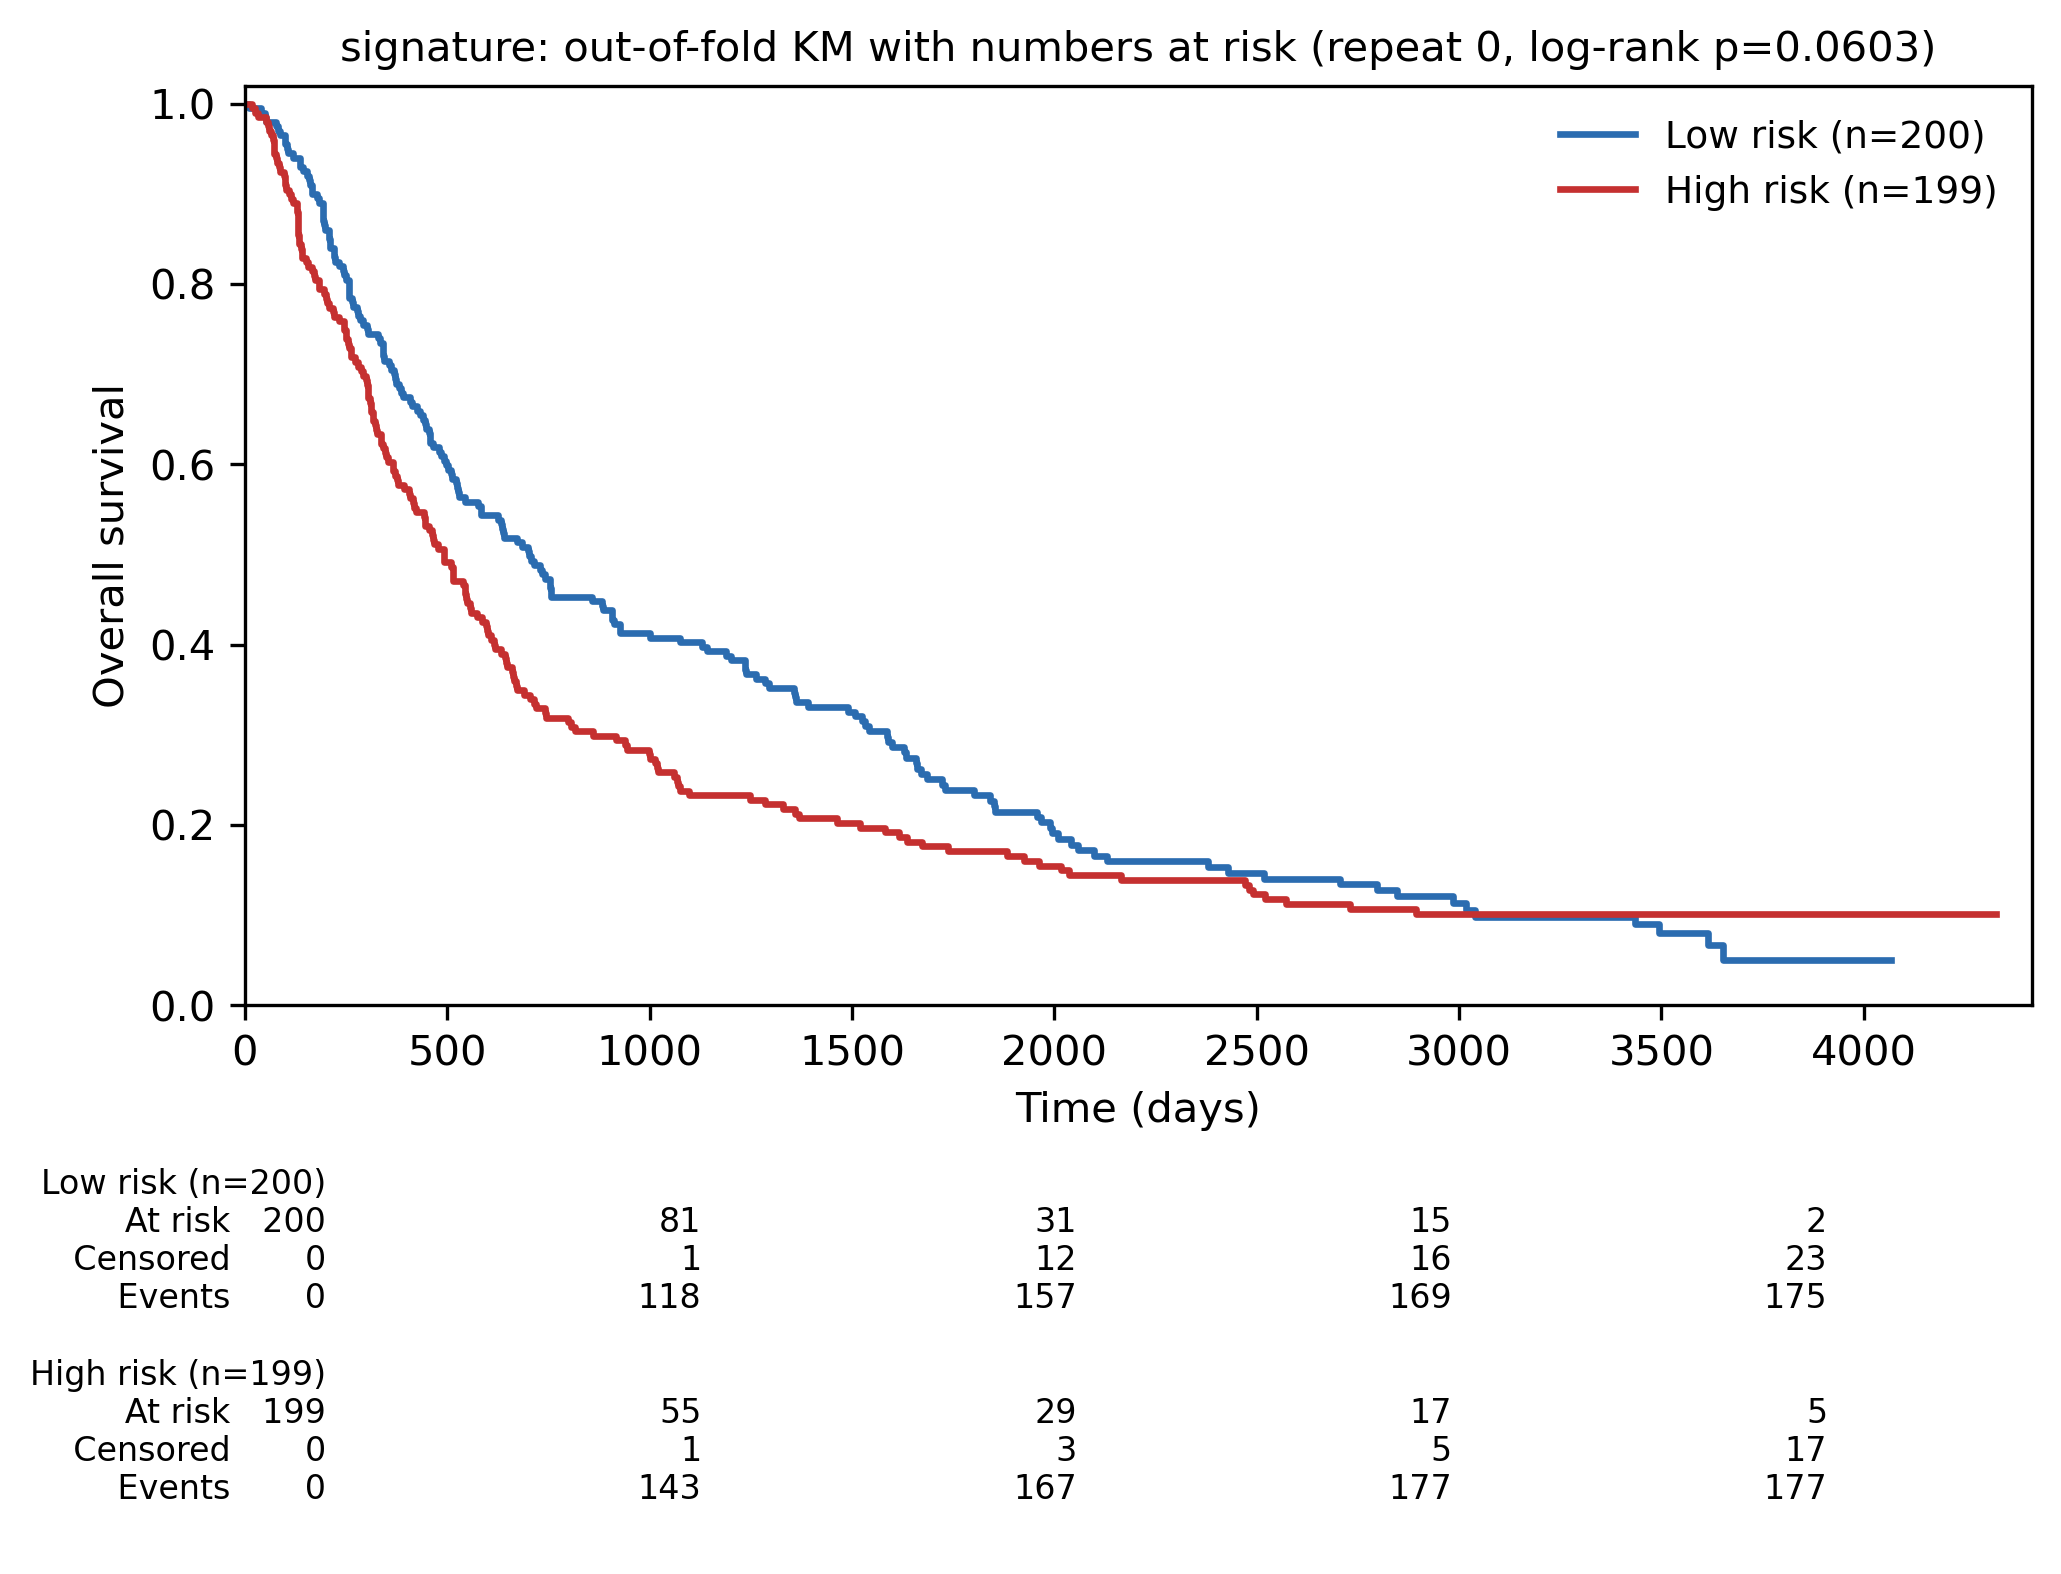 signature: out-of-fold KM with numbers at risk (repeat 0, log-rank p=0.0603)
Low risk (n=200)
High risk (n=199)
Overall survival
1.0
0.8
0.6
0.4
0.2
0.0
0 500 1000 1500 2000 2500 3000 3500 4000
Time (days)
Low risk (n=200)
At risk 200 81 31 15 2
Censored 0 1 12 16 23
Events 0 118 157 169 175
High risk (n=199)
At risk 199 55 29 17 5
Censored 0 1 3 5 17
Events 0 143 167 177 177